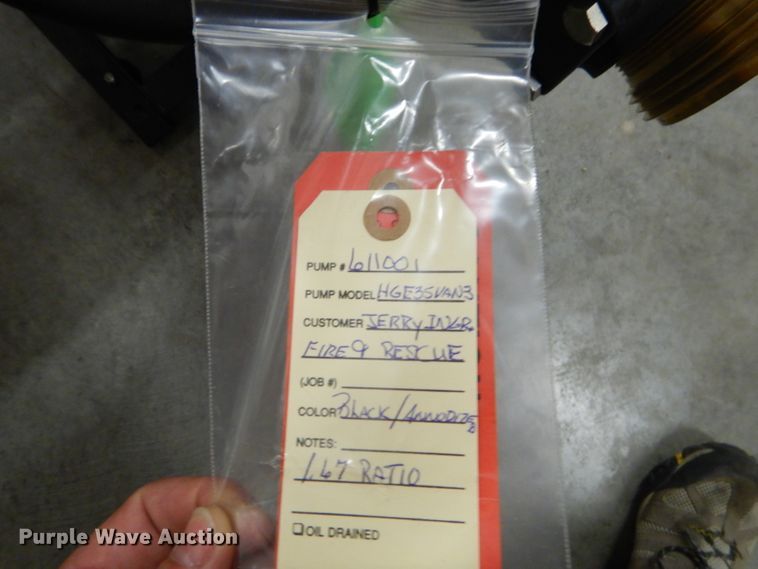 PUMP # 611001
PUMP MODEL HGE35VAN3
CUSTOMER JERRY INGR.
FIRE & RESCUE
(JOB #)
COLOR BLACK/ANNODIZED
NOTES:
1.67 RATIO
OIL DRAINED
Purple Wave Auction